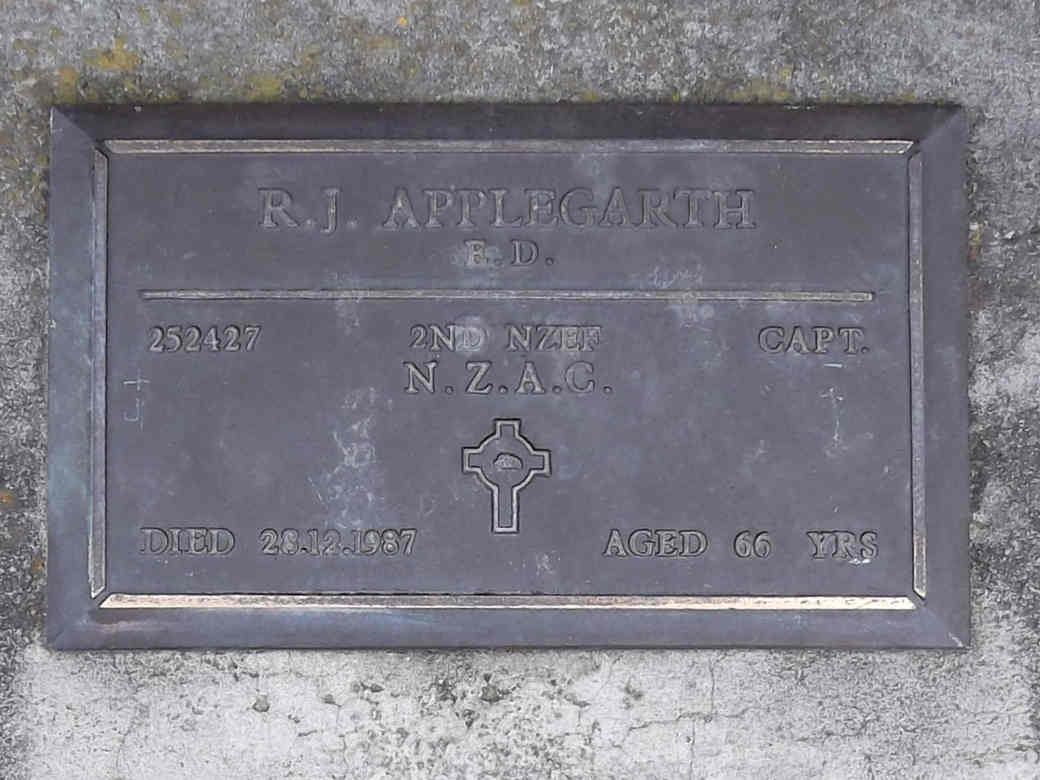 R.J. APPLEGARTH
E.D.
252427 2ND NZEF CAPT.
N.Z.A.C.
DIED 28.12.1987 AGED 66 YRS